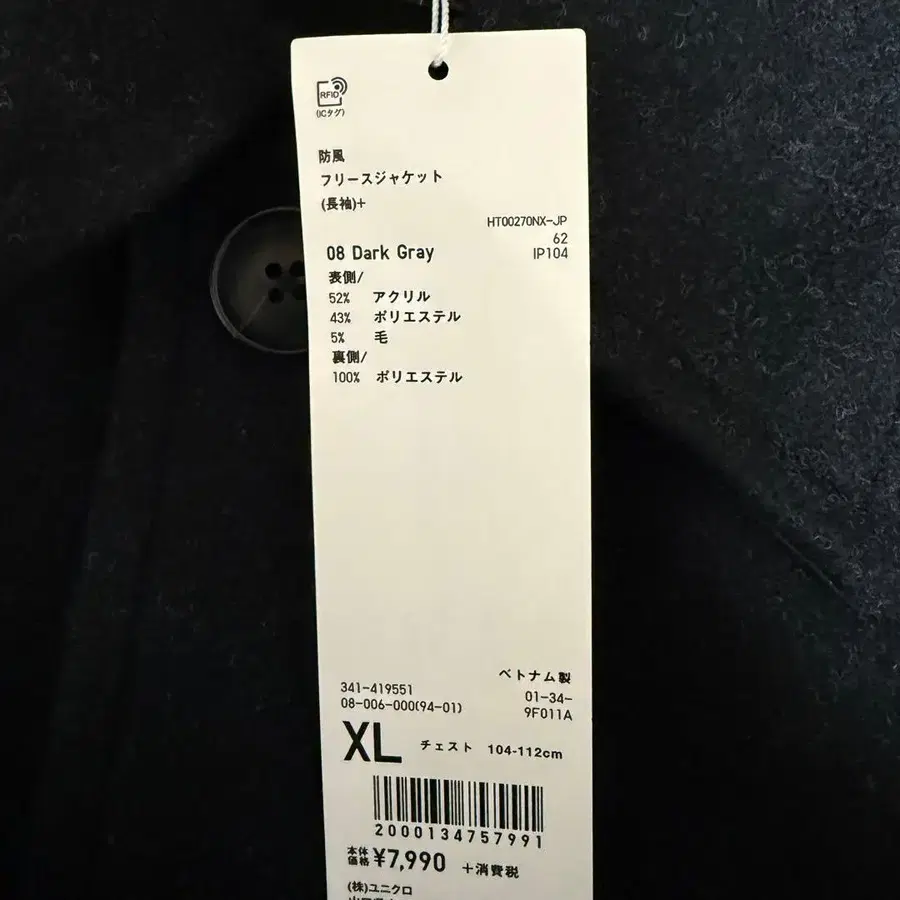 RFID
(ICタグ)
防風
フリースジャケット
(長袖)+
HT00270NX-JP
62
08 Dark Gray
IP104
表側/
52% アクリル
43% ポリエステル
5% 毛
裏側/
100% ポリエステル
ベトナム製
341-419551
01-34-
08-006-000(94-01)
9F011A
XL チェスト 104-112cm
2000134757991
本体価格 ¥7,990 +消費税
(株)ユニクロ